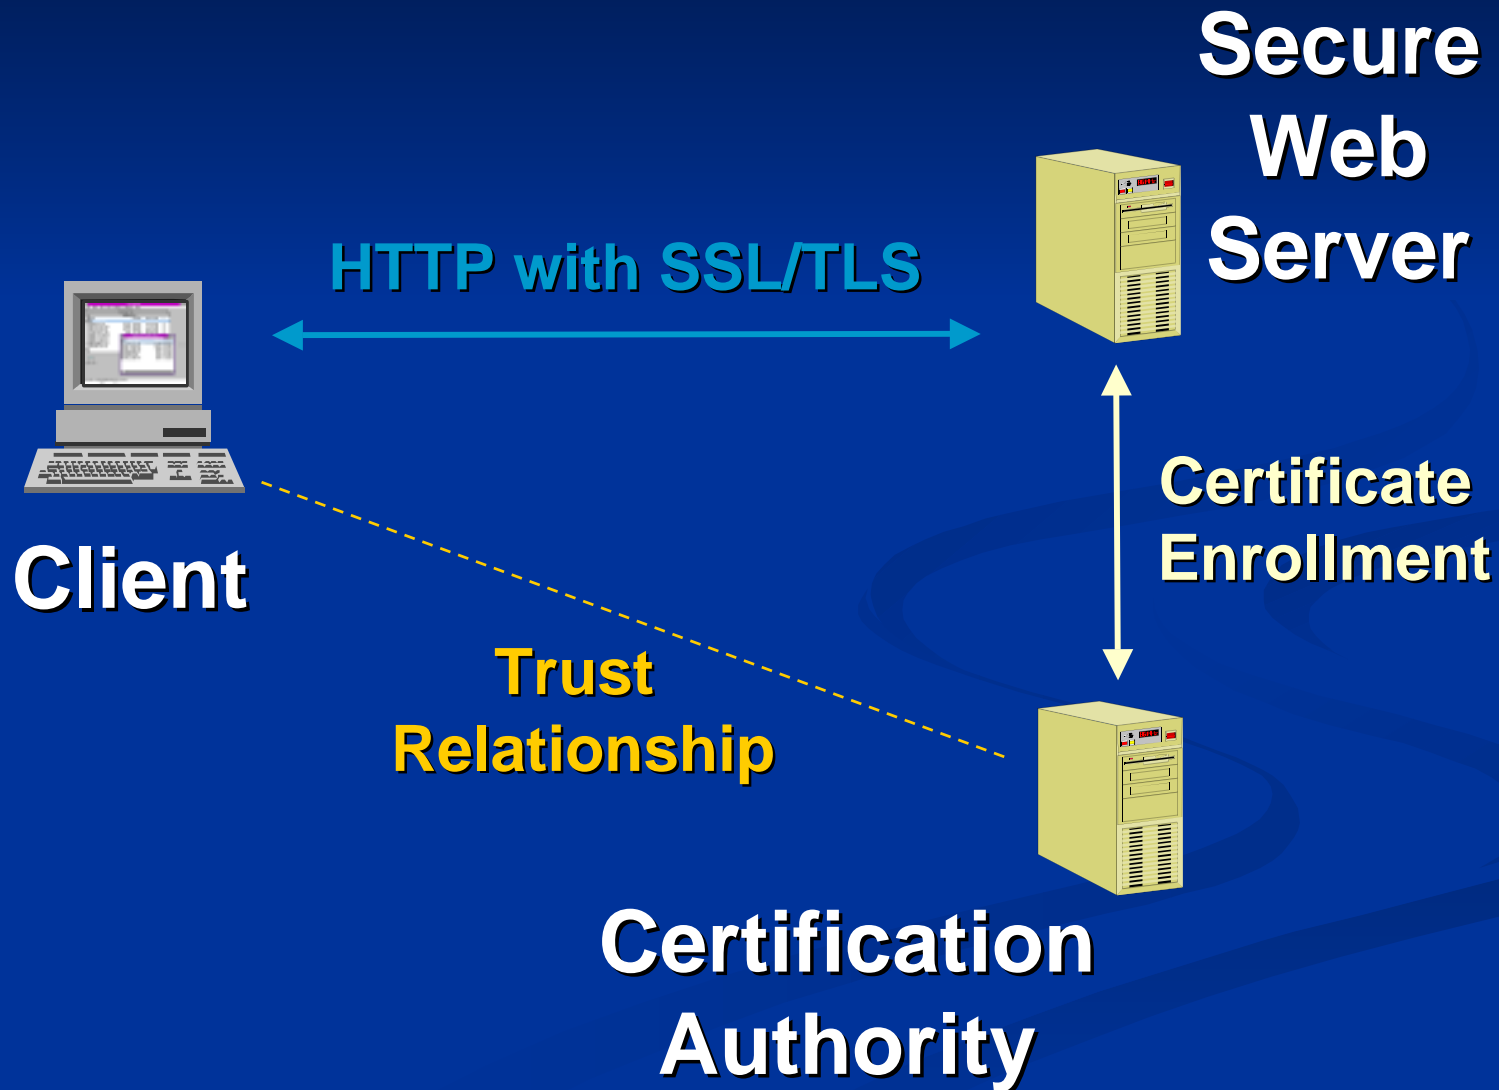 Secure
Web
Server
HTTP with SSL/TLS
Client
Certificate
Enrollment
Trust
Relationship
Certification
Authority